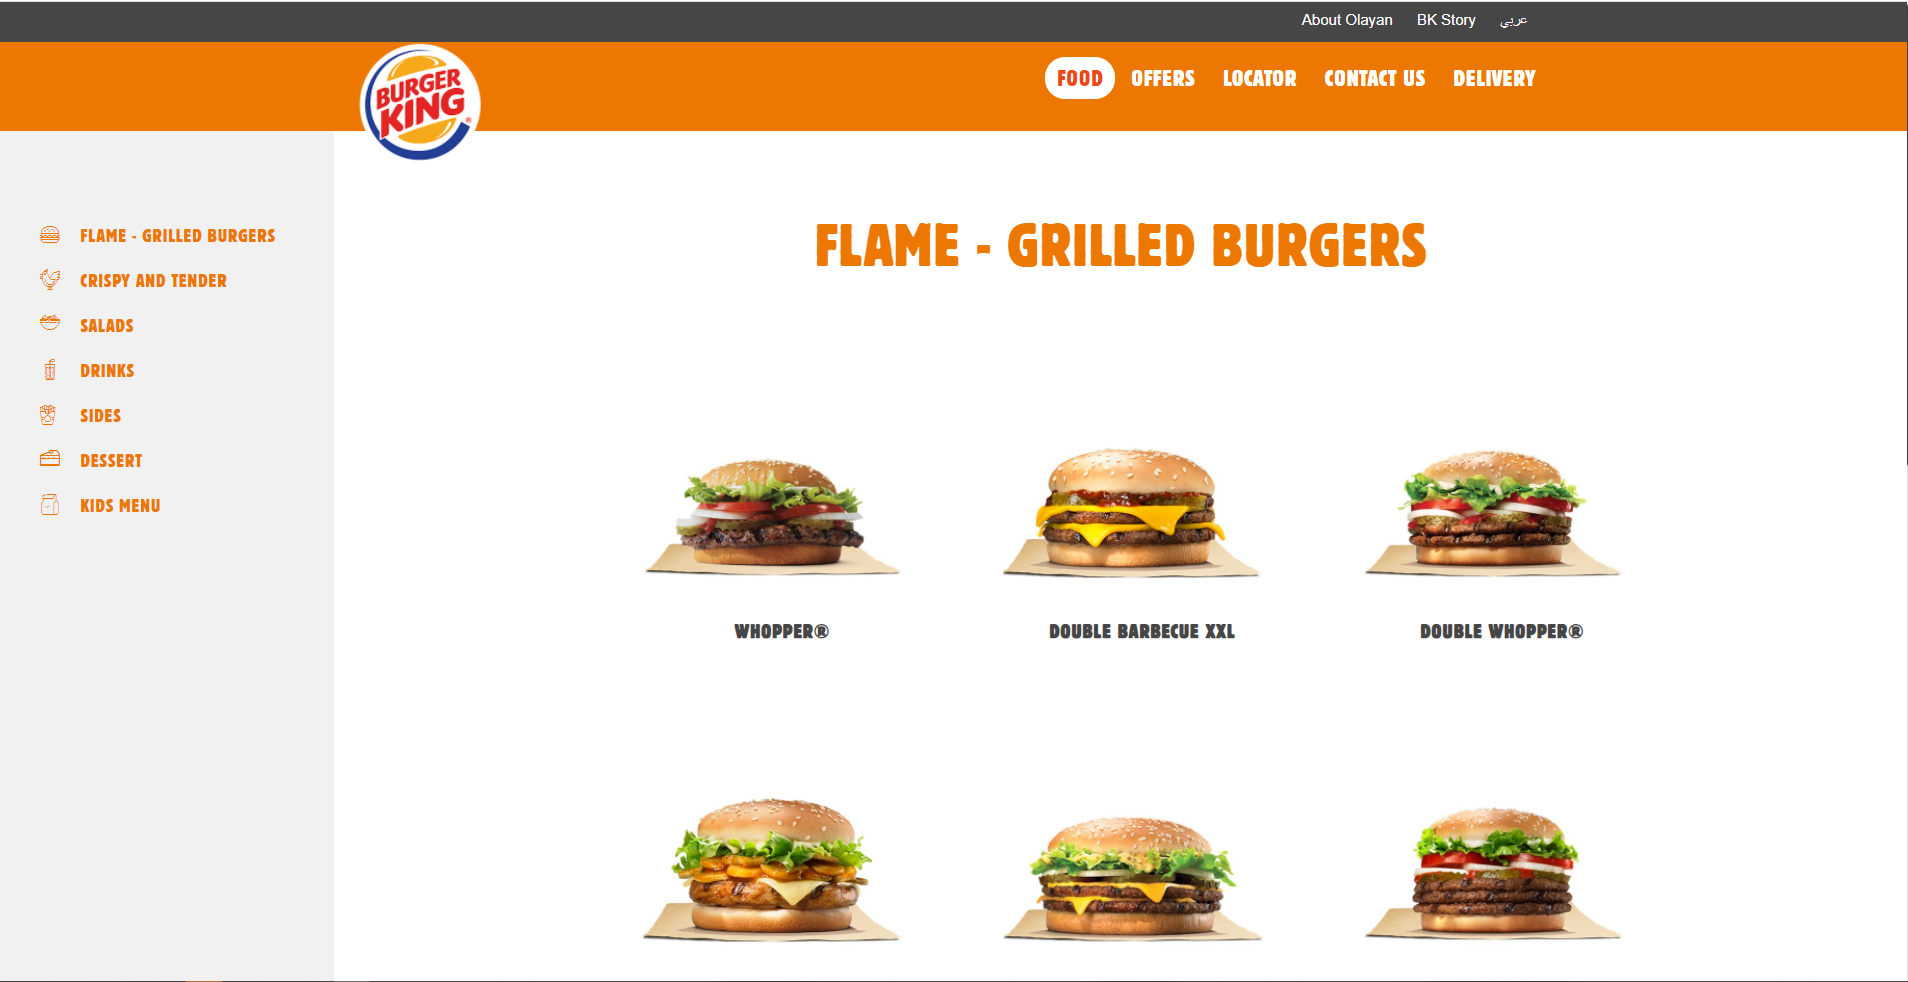 About Olayan BK Story عربي
BURGER
KING®
FOOD OFFERS LOCATOR CONTACT US DELIVERY
FLAME - GRILLED BURGERS
CRISPY AND TENDER
SALADS
DRINKS
SIDES
DESSERT
KIDS MENU
FLAME - GRILLED BURGERS
WHOPPER® DOUBLE BARBECUE XXL DOUBLE WHOPPER®